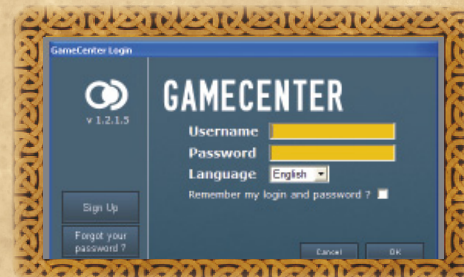 GameCenter Login
v 1.2.1.5
GAMECENTER
Username
Password
Language English
Remember my login and password ?
Sign Up
Forgot your
password ?
Cancel OK